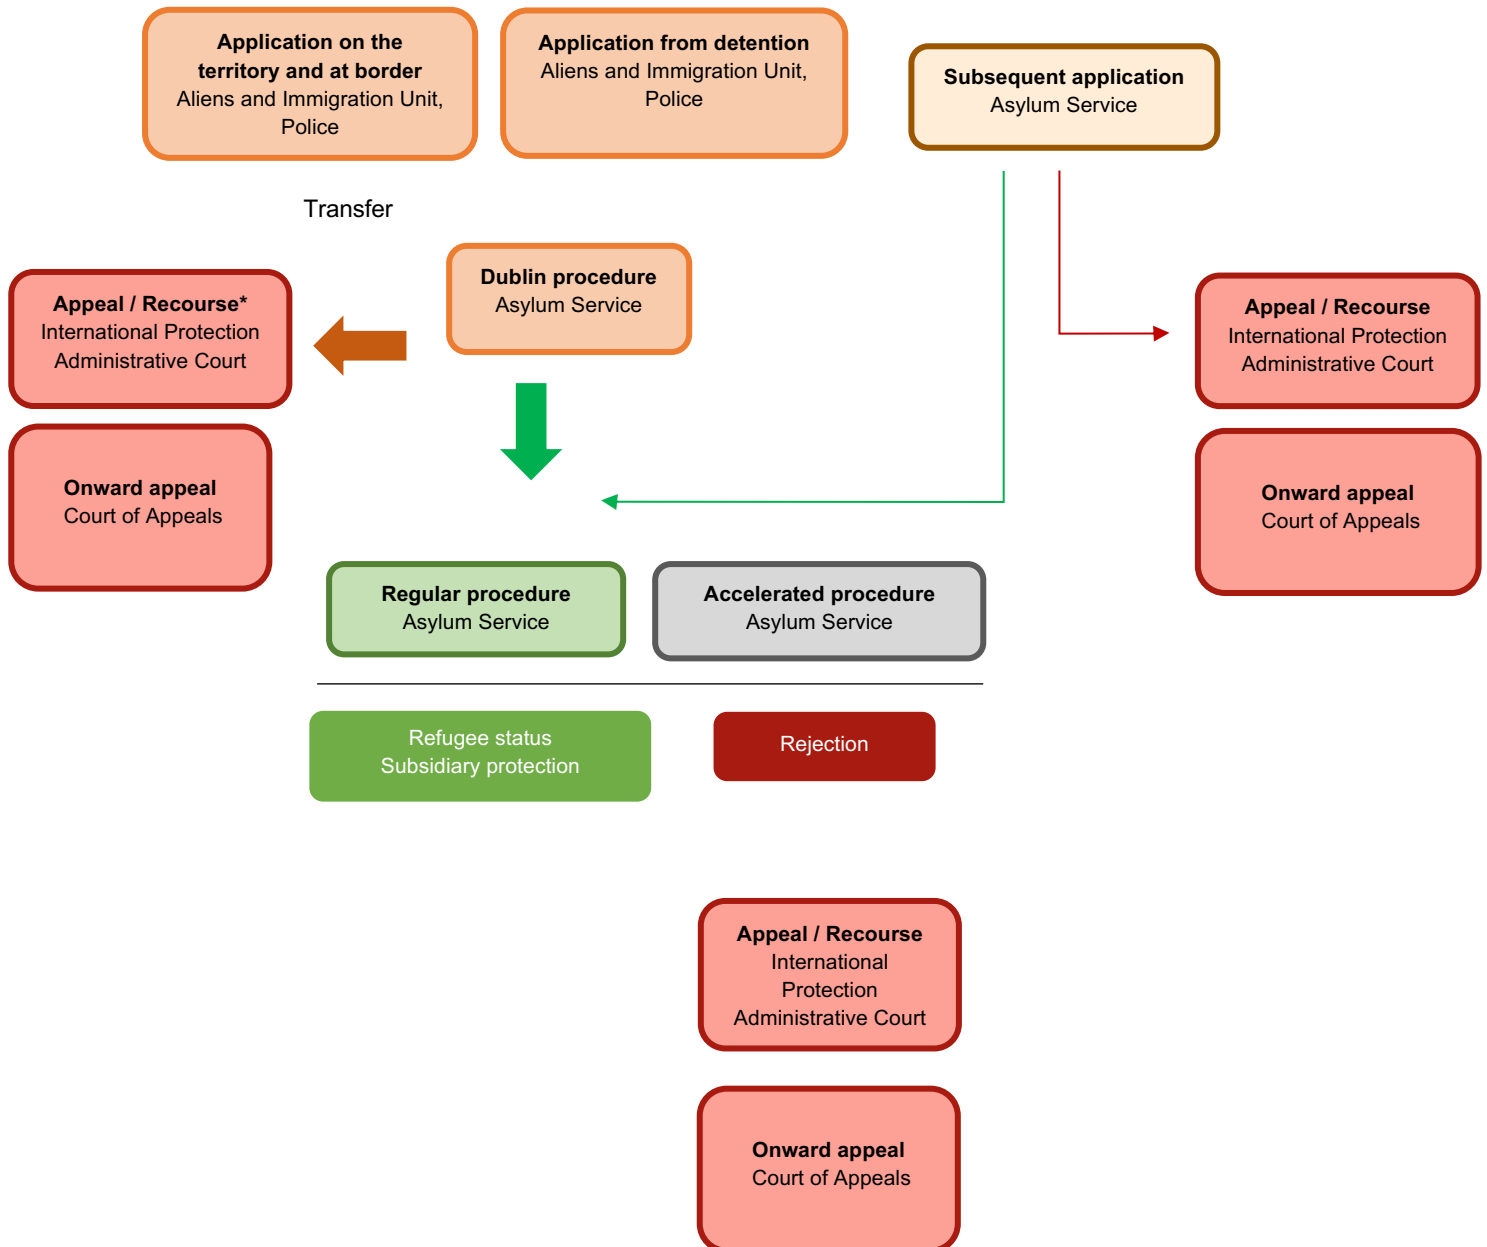 Application on the
territory and at border
Aliens and Immigration Unit,
Police
Application from detention
Aliens and Immigration Unit,
Police
Subsequent application
Asylum Service
Transfer
Dublin procedure
Asylum Service
Appeal / Recourse*
International Protection
Administrative Court
Appeal / Recourse
International Protection
Administrative Court
Onward appeal
Court of Appeals
Onward appeal
Court of Appeals
Regular procedure
Asylum Service
Accelerated procedure
Asylum Service
Refugee status
Subsidiary protection
Rejection
Appeal / Recourse
International
Protection
Administrative Court
Onward appeal
Court of Appeals